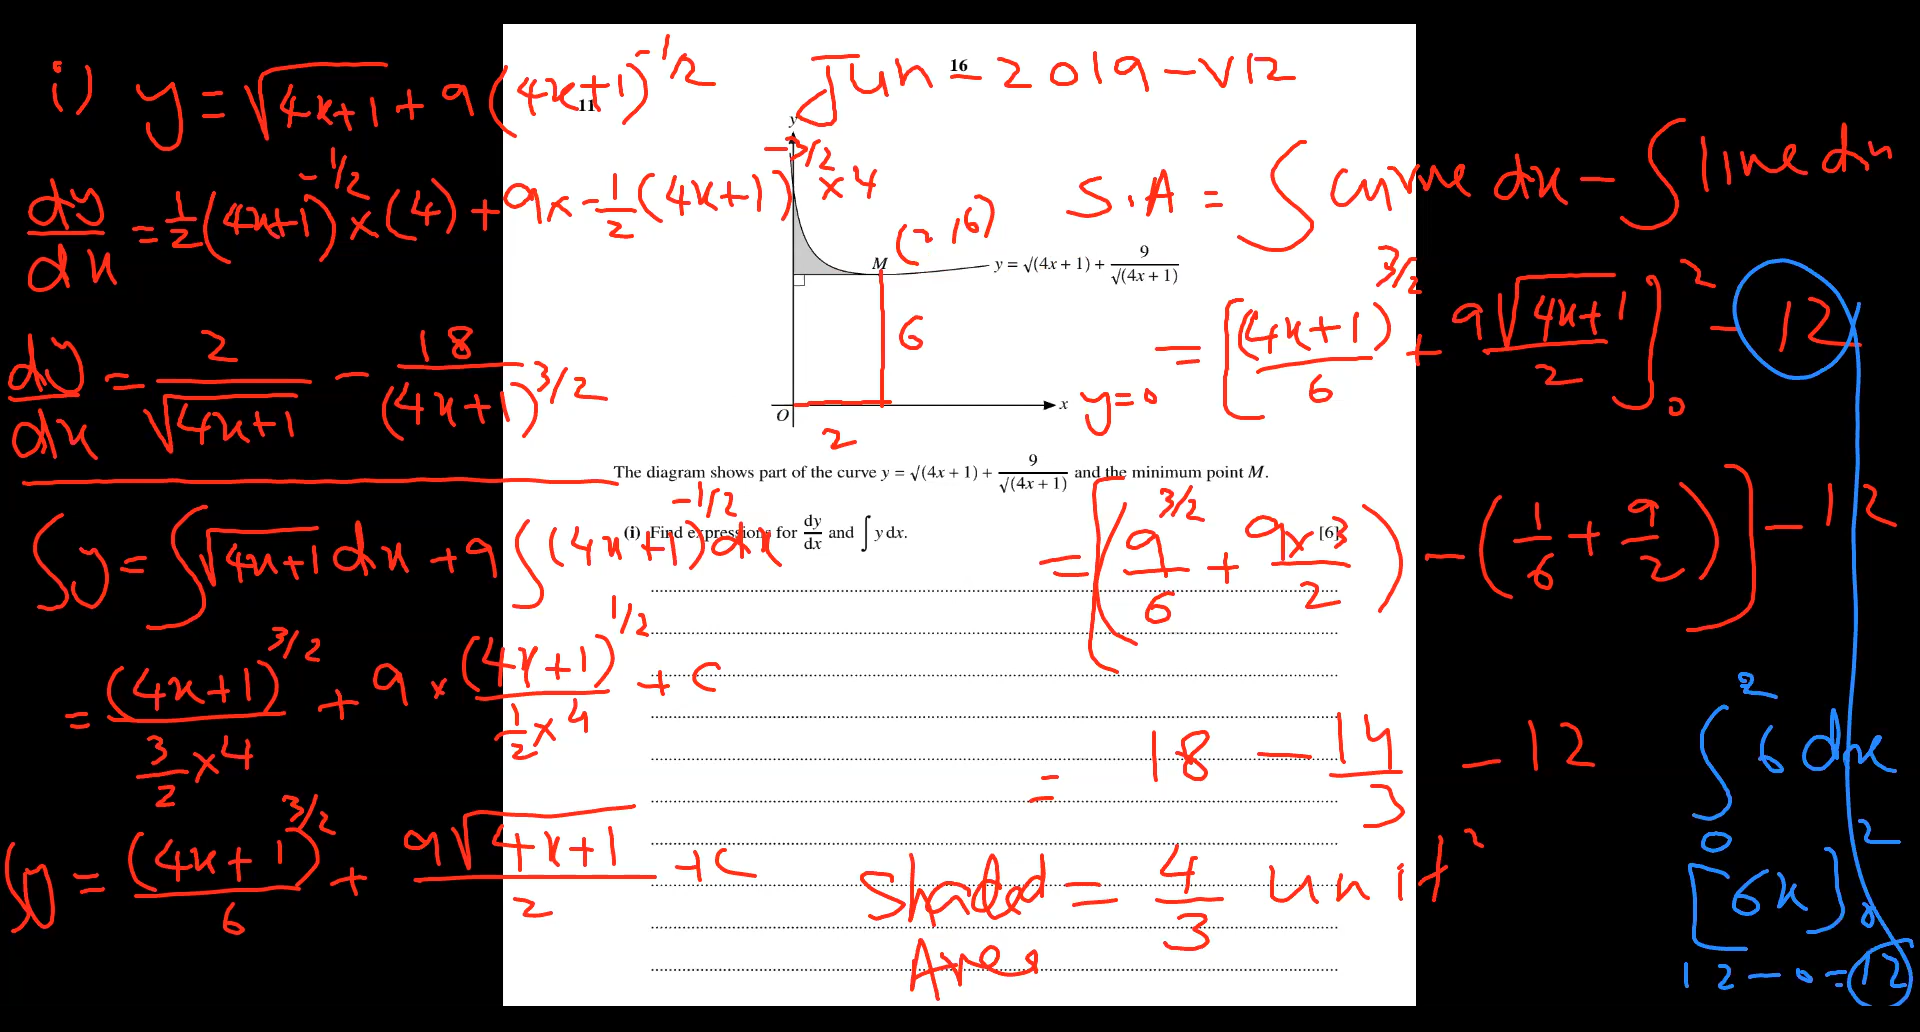 16
Jun - 2019 - V12
11
i) y = √4x+1 + 9(4x+1)^-1/2
dy/dx = 1/2(4x+1)^-1/2 × (4) + 9 × -1/2(4x+1)^-3/2 × 4
dy/dx = 2/√4x+1 - 18/(4x+1)^3/2
∫y = ∫√4x+1 dx + 9∫(4x+1)^-1/2 dx
= (4x+1)^3/2 / 3/2 × 4 + 9 × (4x+1)^1/2 / 1/2 × 4 + C
∫y = (4x+1)^3/2 / 6 + 9√4x+1 / 2 + C
y
(2, 6)
M
y = √(4x + 1) + 9/√(4x + 1)
6
O
x
2
y=0
The diagram shows part of the curve y = √(4x + 1) + 9/√(4x + 1) and the minimum point M.
(i) Find expressions for dy/dx and ∫ y dx. [6]
S.A = ∫ curve dx - ∫ line dx
= [(4x+1)^3/2 / 6 + 9√4x+1 / 2]₀² - 12
= [(9^3/2 / 6 + 9×3 / 2) - (1/6 + 9/2)] - 12
= 18 - 14/3 - 12
Shaded = 4/3 unit²
Area
∫₀² 6 dx
[6x]₀²
12 - 0 = 12